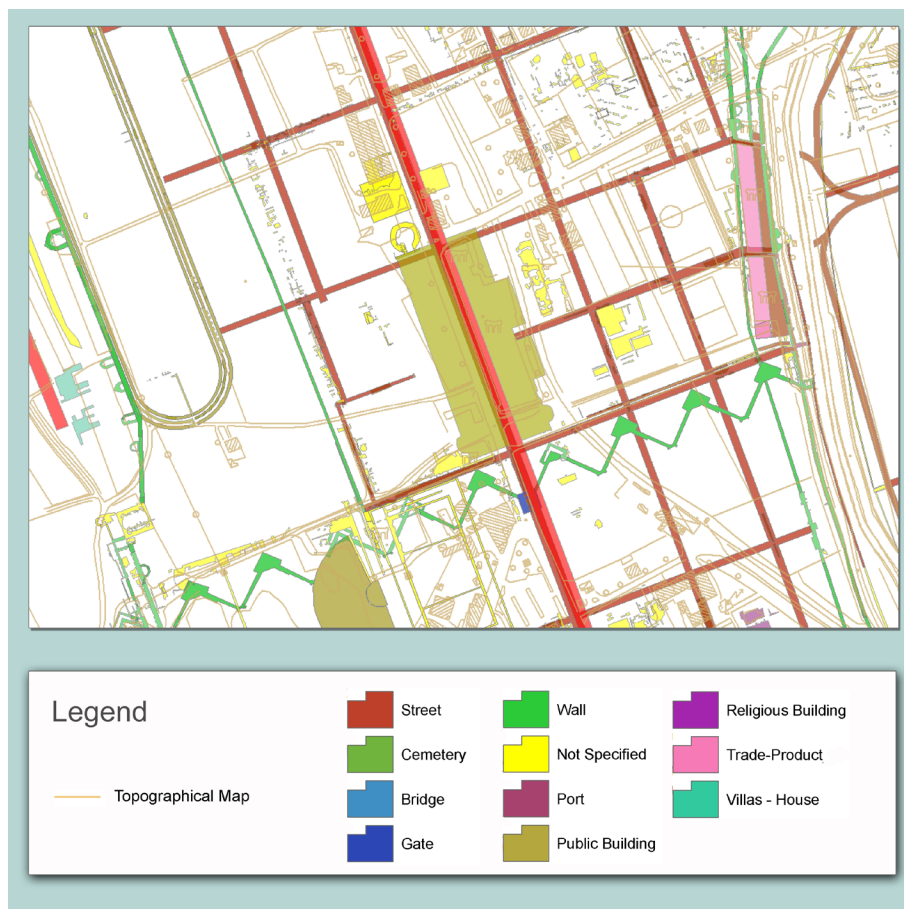 Legend
Topographical Map
Street
Cemetery
Bridge
Gate
Wall
Not Specified
Port
Public Building
Religious Building
Trade-Product
Villas - House